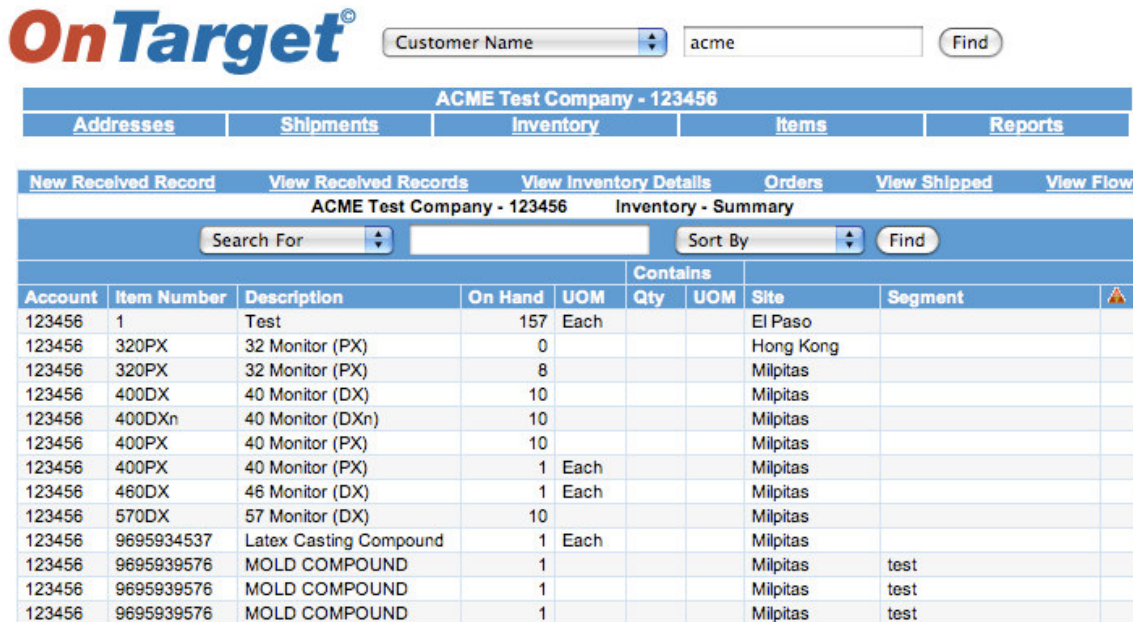 OnTarget©
Customer Name acme Find
ACME Test Company - 123456
Addresses Shipments Inventory Items Reports
New Received Record View Received Records View Inventory Details Orders View Shipped View Flow
ACME Test Company - 123456 Inventory - Summary
Search For Sort By Find
Contains
Account Item Number Description On Hand UOM Qty UOM Site Segment
123456 1 Test 157 Each El Paso
123456 320PX 32 Monitor (PX) 0 Hong Kong
123456 320PX 32 Monitor (PX) 8 Milpitas
123456 400DX 40 Monitor (DX) 10 Milpitas
123456 400DXn 40 Monitor (DXn) 10 Milpitas
123456 400PX 40 Monitor (PX) 10 Milpitas
123456 400PX 40 Monitor (PX) 1 Each Milpitas
123456 460DX 46 Monitor (DX) 1 Each Milpitas
123456 570DX 57 Monitor (DX) 10 Milpitas
123456 9695934537 Latex Casting Compound 1 Each Milpitas
123456 9695939576 MOLD COMPOUND 1 Milpitas test
123456 9695939576 MOLD COMPOUND 1 Milpitas test
123456 9695939576 MOLD COMPOUND 1 Milpitas test